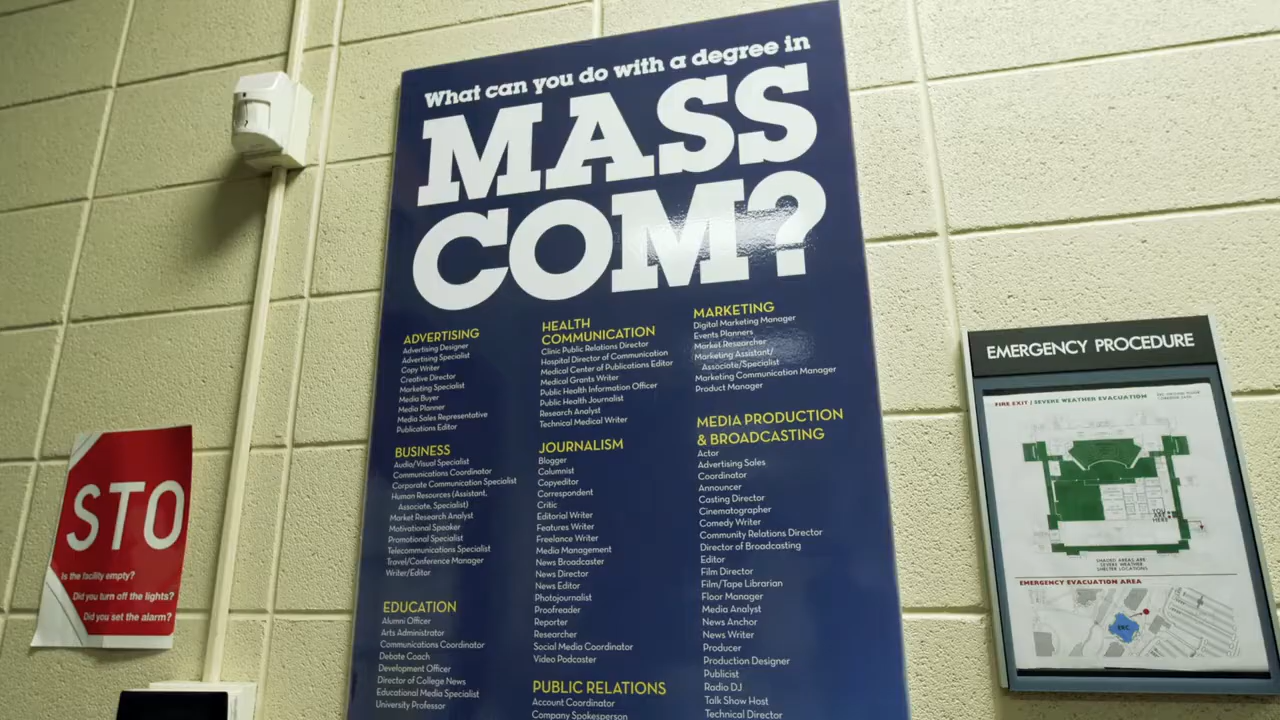 What can you do with a degree in
MASS
COM?
ADVERTISING
Advertising Designer
Advertising Specialist
Copy Writer
Creative Director
Marketing Specialist
Media Buyer
Media Planner
Media Sales Representative
Publications Editor
BUSINESS
Audio/Visual Specialist
Communications Coordinator
Corporate Communication Specialist
Human Resources (Assistant,
Associate, Specialist)
Market Research Analyst
Motivational Speaker
Promotional Specialist
Telecommunications Specialist
Travel/Conference Manager
Writer/Editor
EDUCATION
Alumni Officer
Arts Administrator
Communications Coordinator
Debate Coach
Development Officer
Director of College News
Educational Media Specialist
University Professor
HEALTH
COMMUNICATION
Clinic Public Relations Director
Hospital Director of Communication
Medical Center of Publications Editor
Medical Grants Writer
Public Health Information Officer
Public Health Journalist
Research Analyst
Technical Medical Writer
JOURNALISM
Blogger
Columnist
Copyeditor
Correspondent
Critic
Editorial Writer
Features Writer
Freelance Writer
Media Management
News Broadcaster
News Director
News Editor
Photojournalist
Proofreader
Reporter
Researcher
Social Media Coordinator
Video Podcaster
PUBLIC RELATIONS
Account Coordinator
Company Spokesperson
MARKETING
Digital Marketing Manager
Events Planners
Market Researcher
Marketing Assistant/
Associate/Specialist
Marketing Communication Manager
Product Manager
MEDIA PRODUCTION
& BROADCASTING
Actor
Advertising Sales
Coordinator
Announcer
Casting Director
Cinematographer
Comedy Writer
Community Relations Director
Director of Broadcasting
Editor
Film Director
Film/Tape Librarian
Floor Manager
Media Analyst
News Anchor
News Writer
Producer
Production Designer
Publicist
Radio DJ
Talk Show Host
Technical Director
STO
Is the facility empty?
Did you turn off the lights?
Did you set the alarm?
EMERGENCY PROCEDURE
FIRE EXIT / SEVERE WEATHER EVACUATION
YOU
ARE
HERE
SHADED AREAS ARE
SEVERE WEATHER
SHELTER LOCATIONS
EMERGENCY EVACUATION AREA